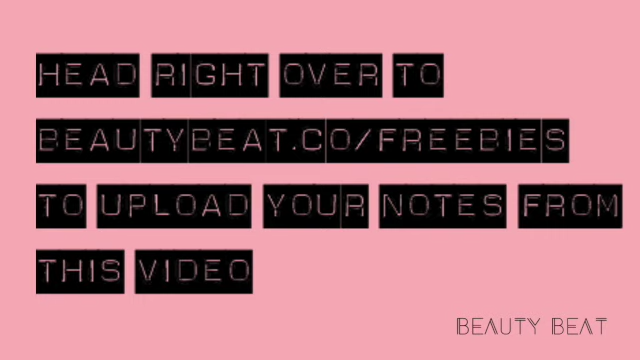 HEAD RIGHT OVER TO
BEAUTYBEAT.CO/FREEBIES
TO UPLOAD YOUR NOTES FROM
THIS VIDEO
BEAUTY BEAT